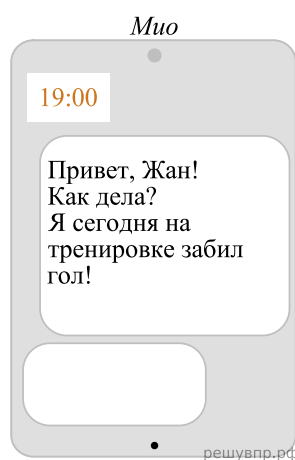 Мио
19:00
Привет, Жан!
Как дела?
Я сегодня на
тренировке забил
гол!
решувпр.рф